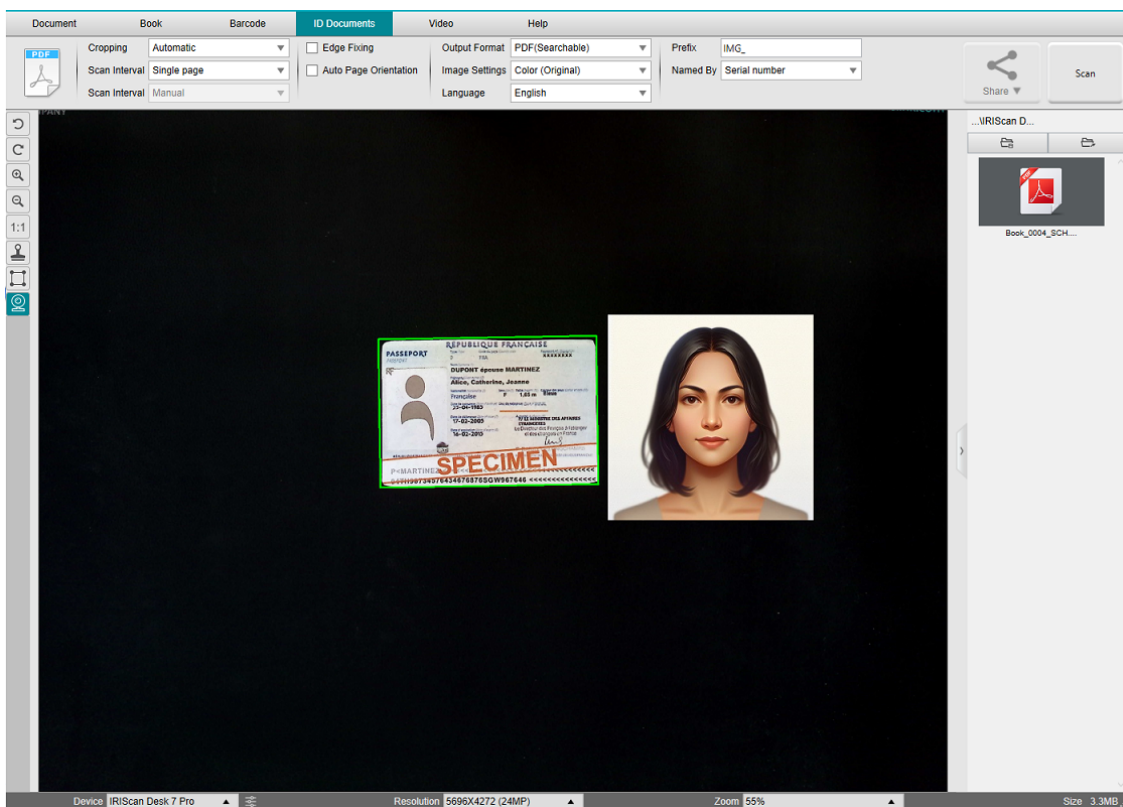 Document Book Barcode ID Documents Video Help
PDF
Cropping Automatic
Scan Interval Single page
Scan Interval Manual
Edge Fixing
Auto Page Orientation
Output Format PDF(Searchable)
Image Settings Color (Original)
Language English
Prefix IMG_
Named By Serial number
Share
Scan
1:1
...\IRIScan D...
PDF
Book_0004_SCH....
RÉPUBLIQUE FRANÇAISE
PASSEPORT
RF
DUPONT épouse MARTINEZ
Alice, Catherine, Jeanne
Française F
17-02-2005
16-02-2015
SPECIMEN
P<MARTINEZ
Device IRIScan Desk 7 Pro Resolution 5696X4272 (24MP) Zoom 55% Size 3.3MB